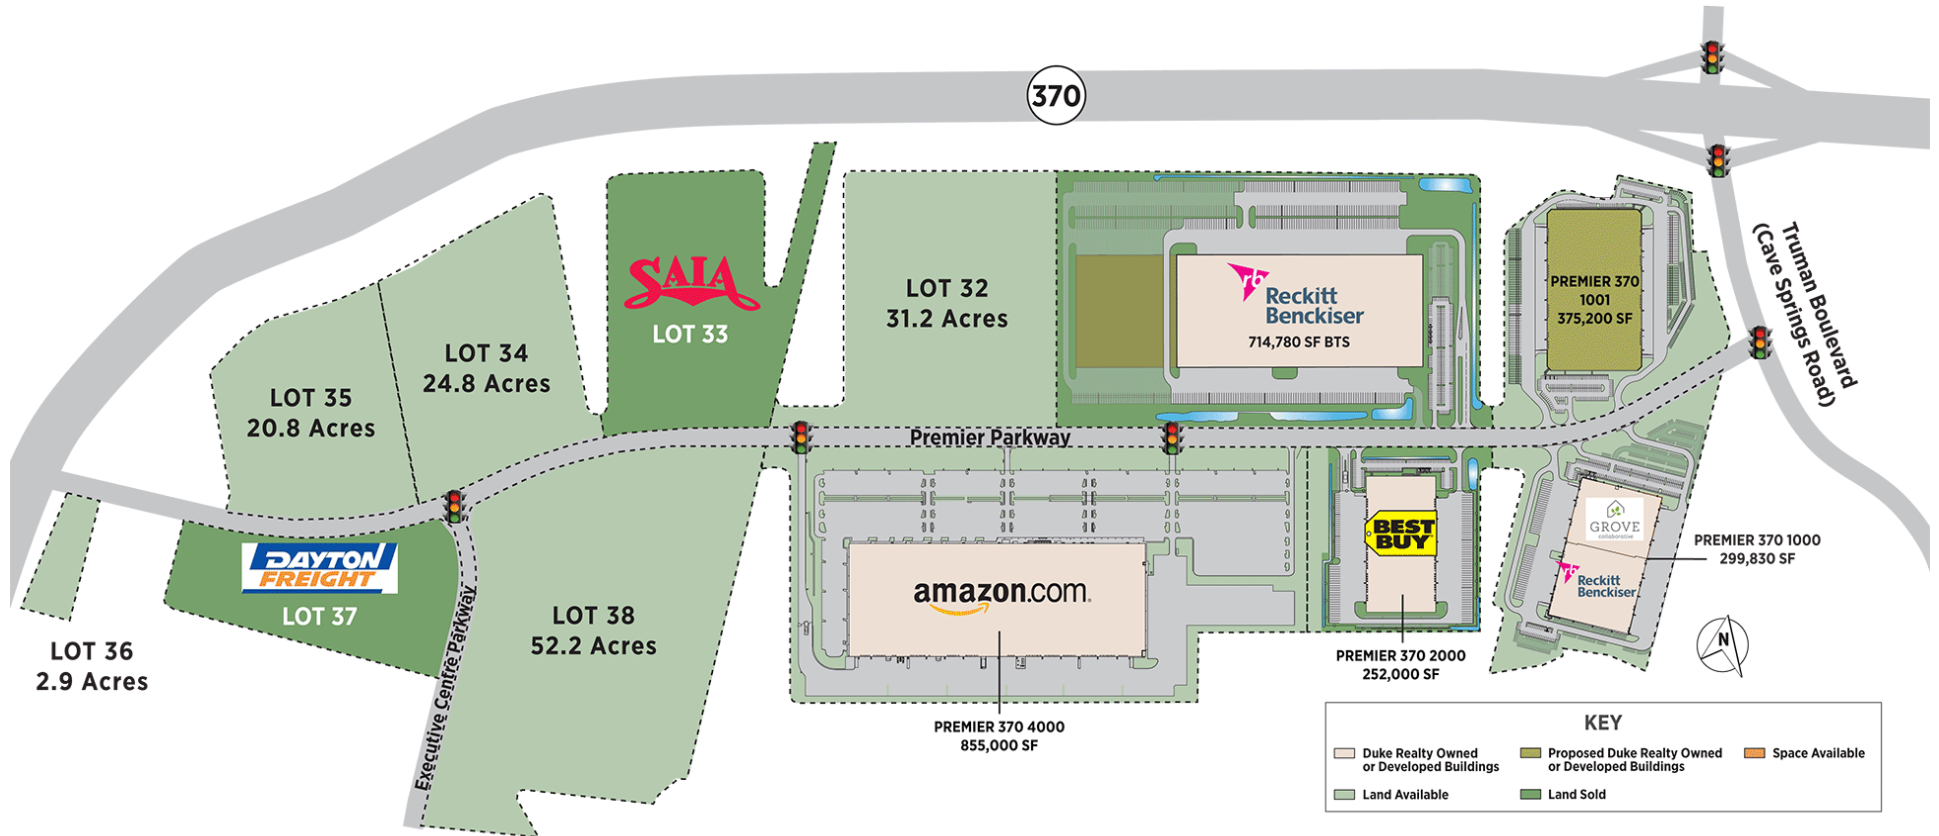 370
Truman Boulevard
(Cave Springs Road)
SAIA
LOT 33
LOT 32
31.2 Acres
rb
Reckitt
Benckiser
714,780 SF BTS
PREMIER 370
1001
375,200 SF
LOT 34
24.8 Acres
LOT 35
20.8 Acres
Premier Parkway
DAYTON
FREIGHT
LOT 37
LOT 36
2.9 Acres
Executive Centre Parkway
LOT 38
52.2 Acres
amazon.com
PREMIER 370 4000
855,000 SF
BEST
BUY
PREMIER 370 2000
252,000 SF
GROVE
collaborative
rb
Reckitt
Benckiser
PREMIER 370 1000
299,830 SF
N
KEY
Duke Realty Owned
or Developed Buildings
Proposed Duke Realty Owned
or Developed Buildings
Space Available
Land Available
Land Sold